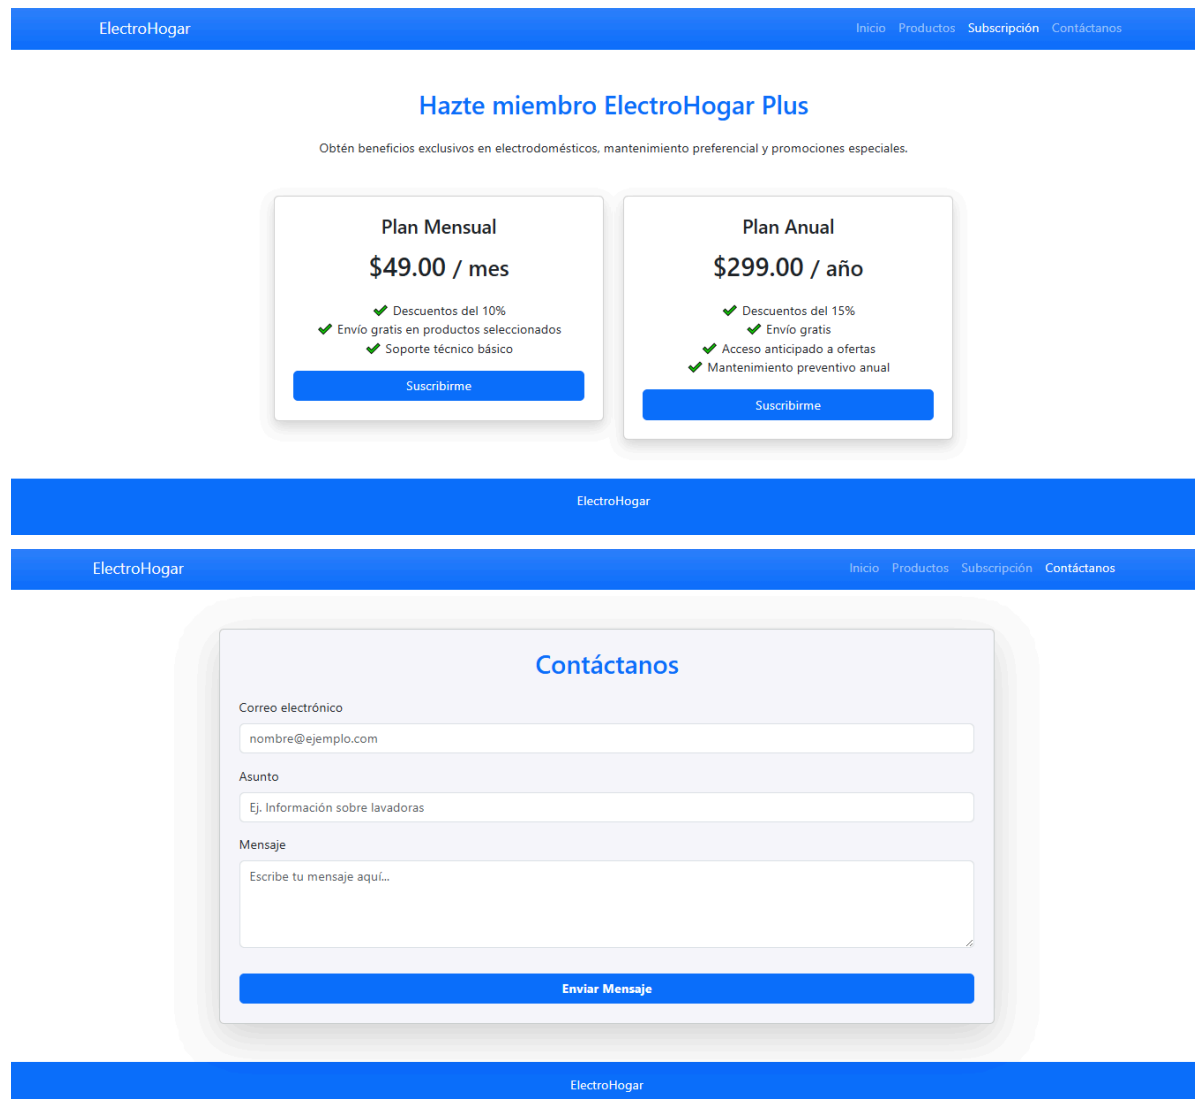 ElectroHogar
Inicio Productos Subscripción Contáctanos
Hazte miembro ElectroHogar Plus
Obtén beneficios exclusivos en electrodomésticos, mantenimiento preferencial y promociones especiales.
Plan Mensual
$49.00 / mes
✔ Descuentos del 10%
✔ Envío gratis en productos seleccionados
✔ Soporte técnico básico
Suscribirme
Plan Anual
$299.00 / año
✔ Descuentos del 15%
✔ Envío gratis
✔ Acceso anticipado a ofertas
✔ Mantenimiento preventivo anual
Suscribirme
ElectroHogar
ElectroHogar
Inicio Productos Subscripción Contáctanos
Contáctanos
Correo electrónico
nombre@ejemplo.com
Asunto
Ej. Información sobre lavadoras
Mensaje
Escribe tu mensaje aquí...
Enviar Mensaje
ElectroHogar